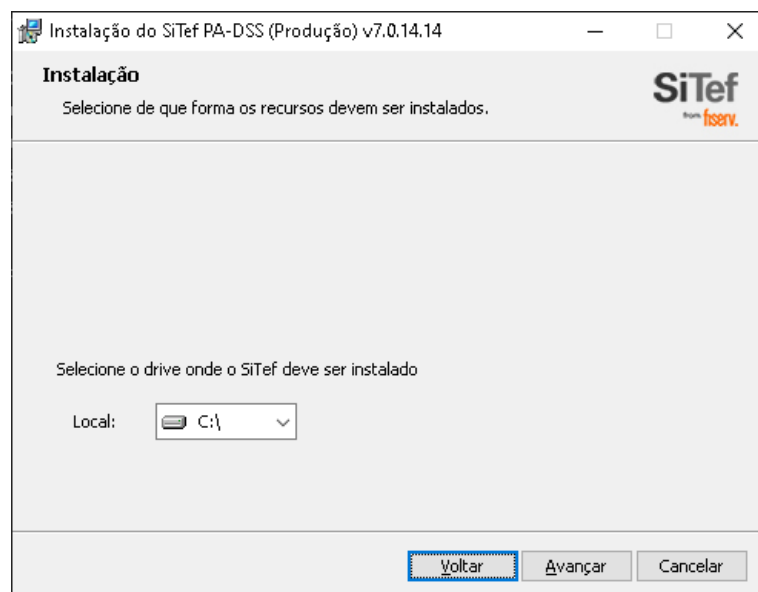 Instalação do SiTef PA-DSS (Produção) v7.0.14.14
Instalação
Selecione de que forma os recursos devem ser instalados.
SiTef
from fiserv.
Selecione o drive onde o SiTef deve ser instalado
Local: C:\
Voltar Avançar Cancelar